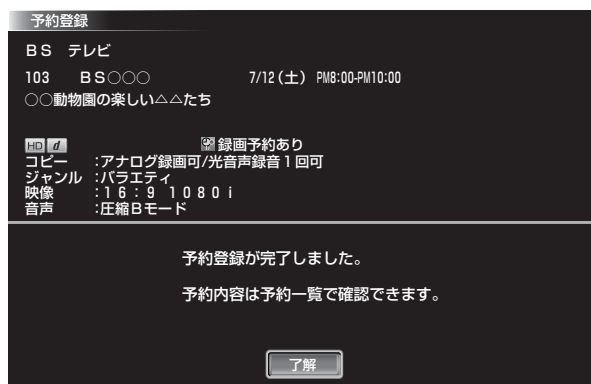 予約登録
BS テレビ
103 BS○○○ 7/12(土) PM8:00-PM10:00
○○動物園の楽しい△△たち
HD d 録画予約あり
コピー :アナログ録画可/光音声録音1回可
ジャンル :バラエティ
映像 :16:9 1080i
音声 :圧縮Bモード
予約登録が完了しました。
予約内容は予約一覧で確認できます。
了解